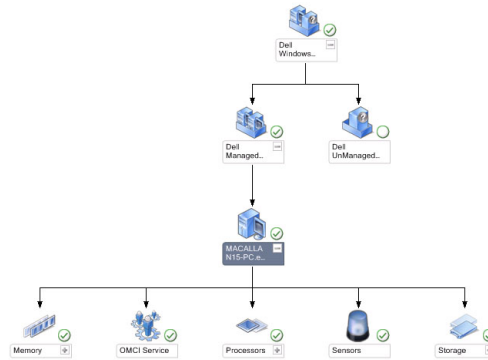 Dell
Windows...
Dell
Managed...
Dell
UnManaged...
MACALLA
N15-PC.e...
Memory
OMCI Service
Processors
Sensors
Storage